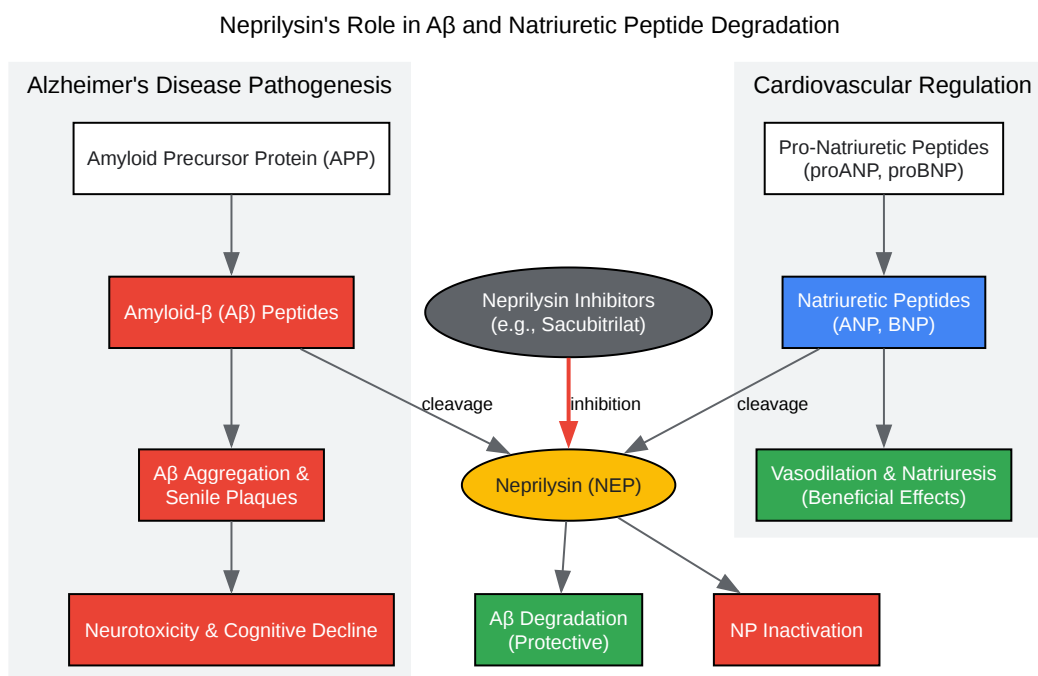 Neprilysin's Role in Aβ and Natriuretic Peptide Degradation
Alzheimer's Disease Pathogenesis
Cardiovascular Regulation
Amyloid Precursor Protein (APP)
Pro-Natriuretic Peptides
(proANP, proBNP)
Amyloid-β (Aβ) Peptides
Neprilysin Inhibitors
(e.g., Sacubitrilat)
Natriuretic Peptides
(ANP, BNP)
cleavage
inhibition
cleavage
Aβ Aggregation &
Senile Plaques
Neprilysin (NEP)
Vasodilation & Natriuresis
(Beneficial Effects)
Neurotoxicity & Cognitive Decline
Aβ Degradation
(Protective)
NP Inactivation